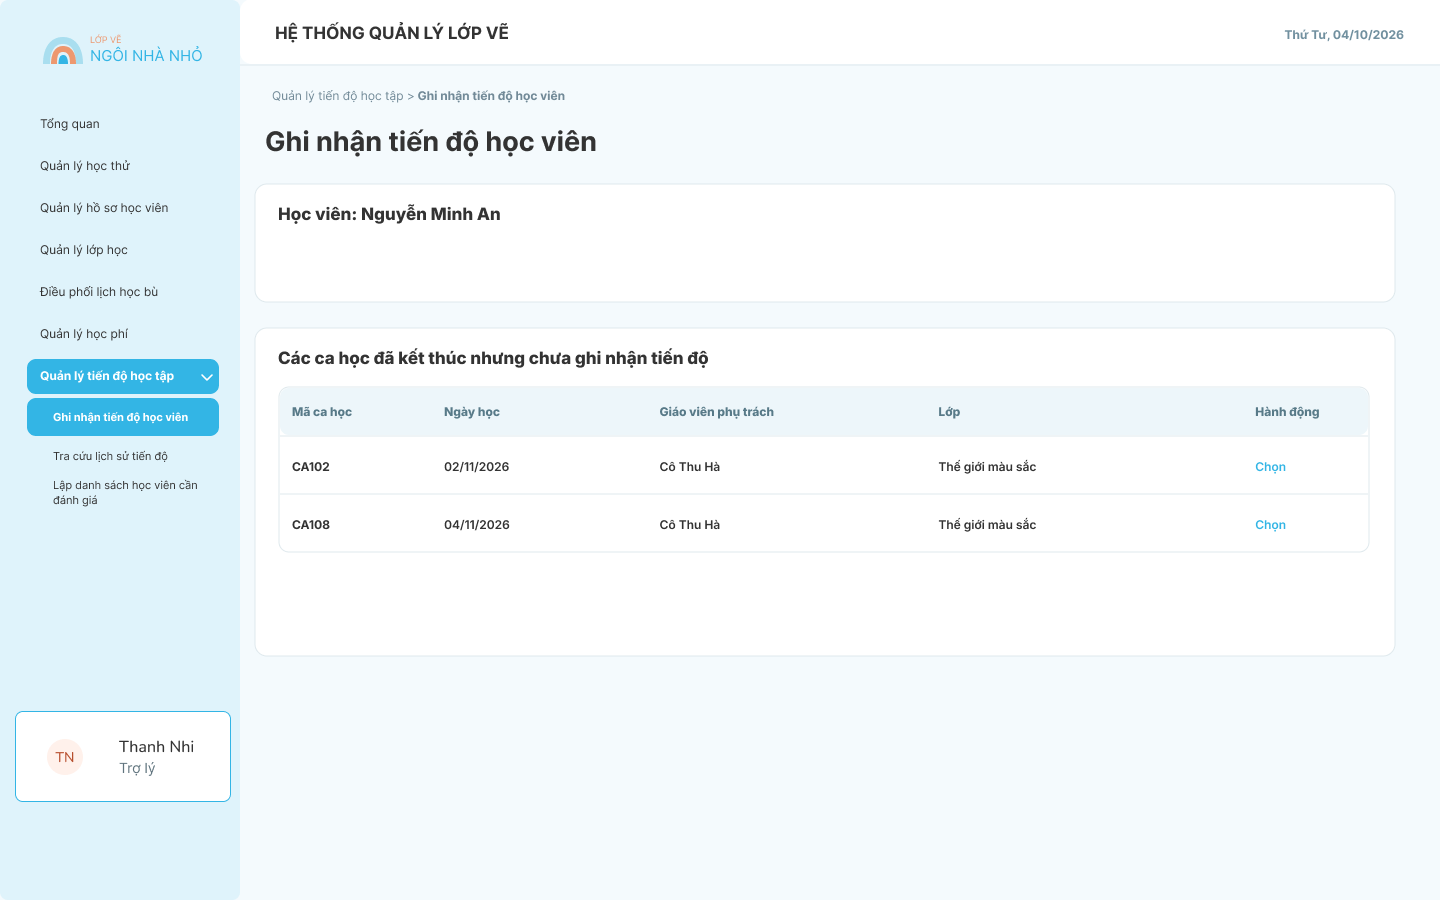 LỚP VẼ
NGÔI NHÀ NHỎ
Tổng quan
Quản lý học thử
Quản lý hồ sơ học viên
Quản lý lớp học
Điều phối lịch học bù
Quản lý học phí
Quản lý tiến độ học tập
Ghi nhận tiến độ học viên
Tra cứu lịch sử tiến độ
Lập danh sách học viên cần
đánh giá
TN
Thanh Nhi
Trợ lý
HỆ THỐNG QUẢN LÝ LỚP VẼ
Thứ Tư, 04/10/2026
Quản lý tiến độ học tập > Ghi nhận tiến độ học viên
Ghi nhận tiến độ học viên
Học viên: Nguyễn Minh An
Các ca học đã kết thúc nhưng chưa ghi nhận tiến độ
Mã ca học Ngày học Giáo viên phụ trách Lớp Hành động
CA102 02/11/2026 Cô Thu Hà Thế giới màu sắc Chọn
CA108 04/11/2026 Cô Thu Hà Thế giới màu sắc Chọn